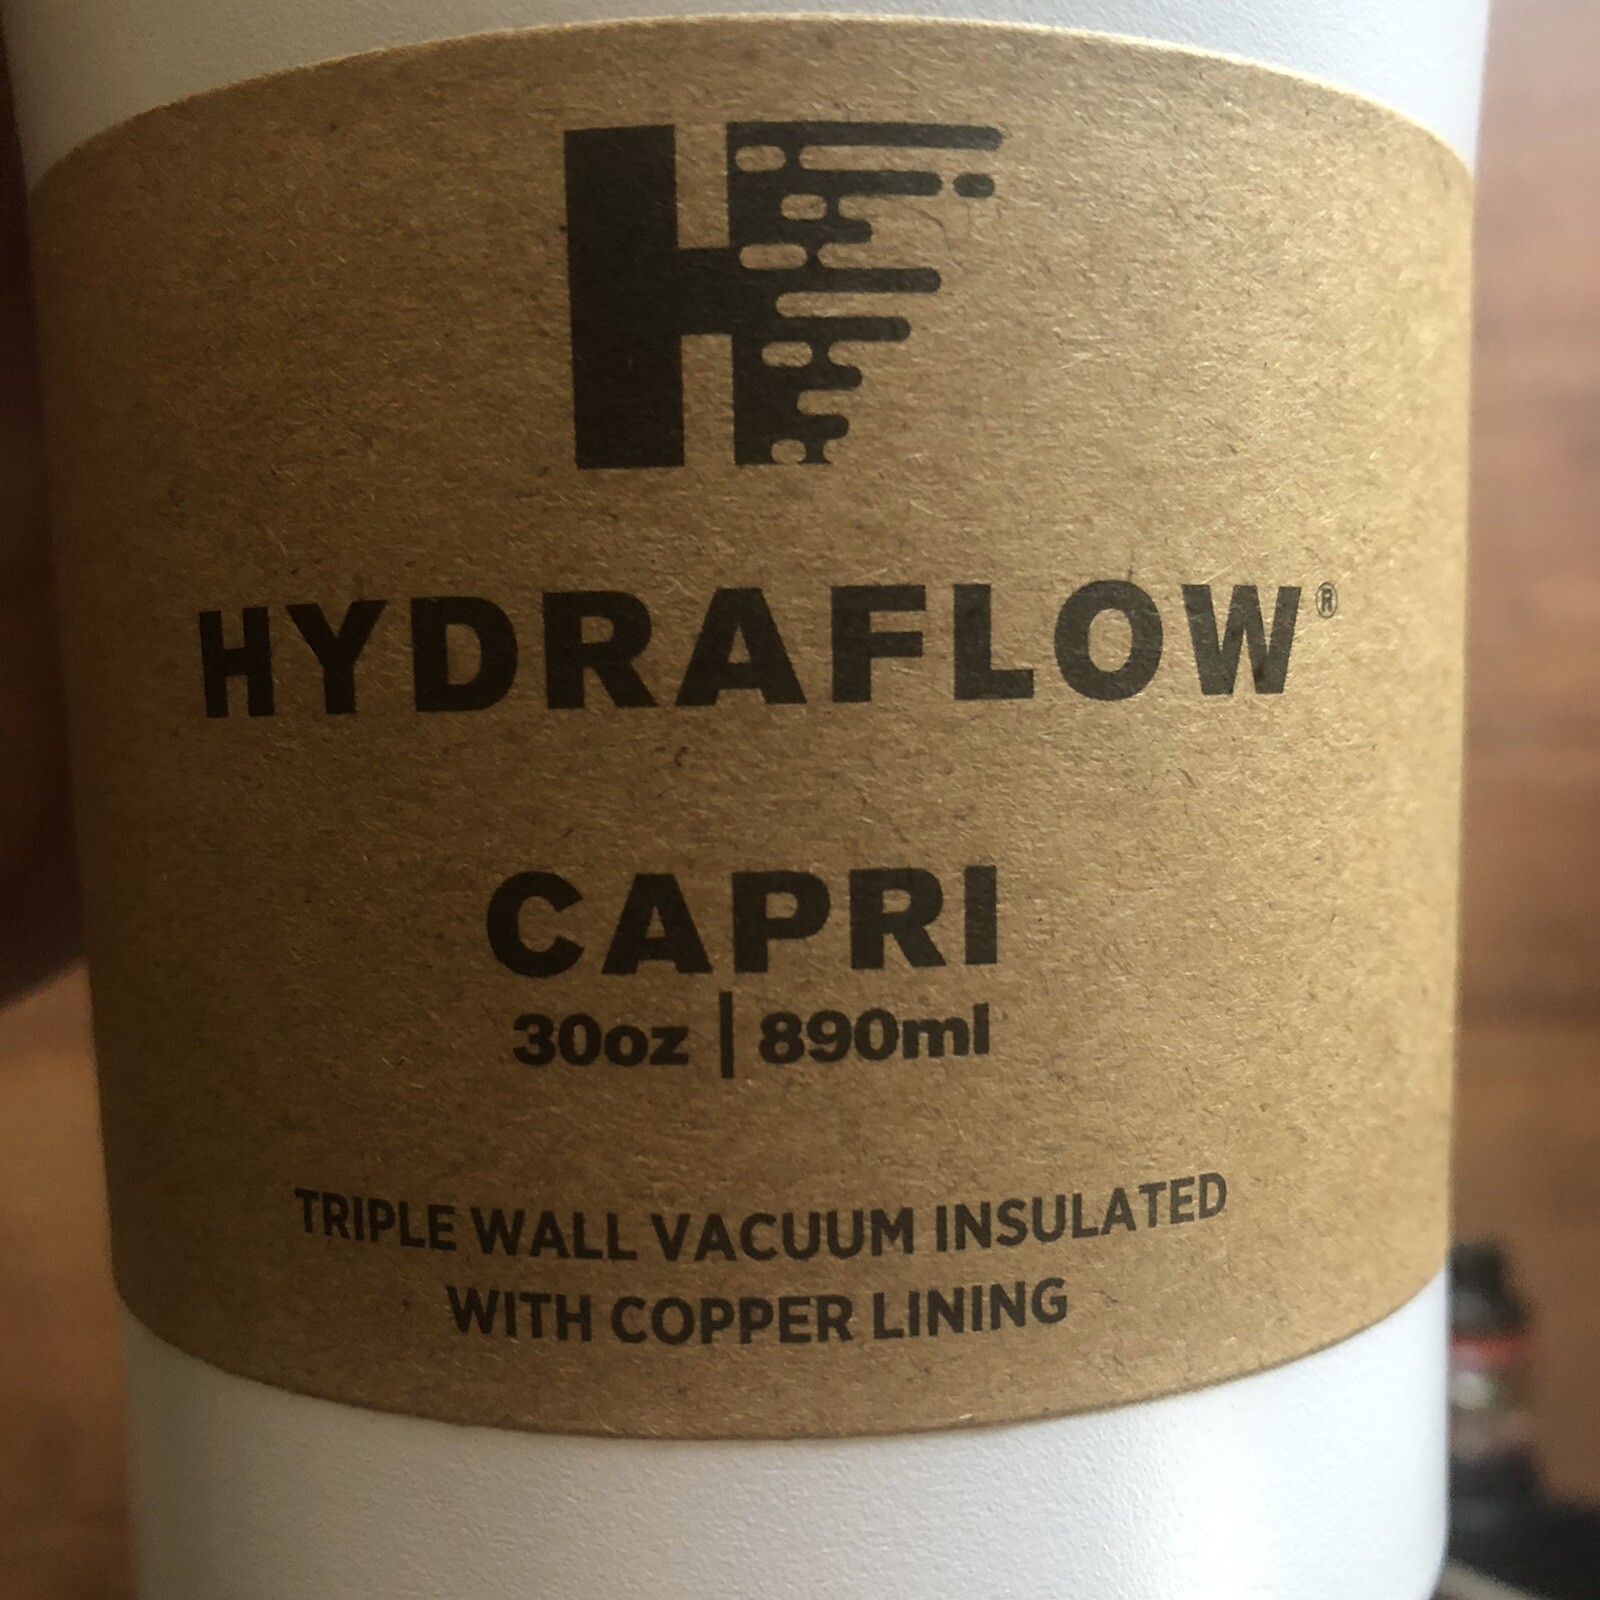 H
HYDRAFLOW®
CAPRI
30oz | 890ml
TRIPLE WALL VACUUM INSULATED
WITH COPPER LINING